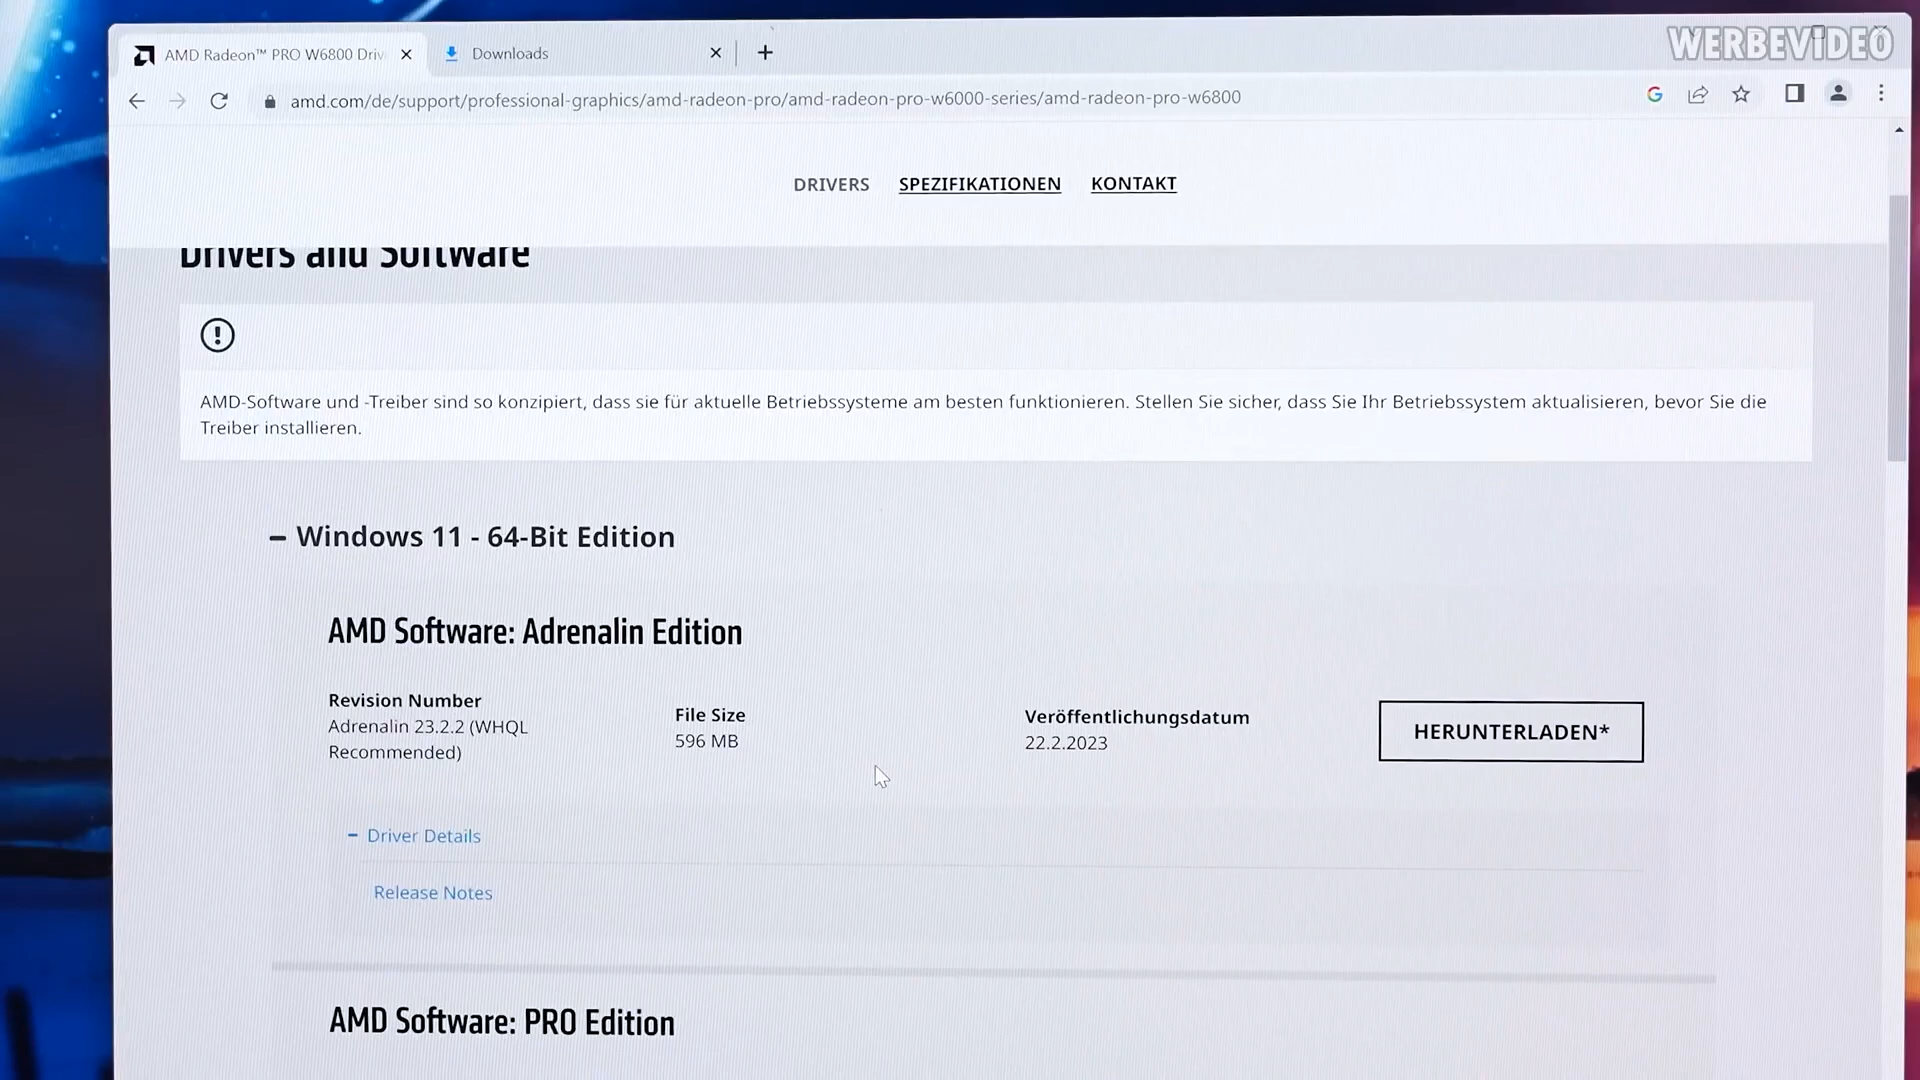 WERBEVIDEO
AMD Radeon™ PRO W6800 Driv
Downloads
amd.com/de/support/professional-graphics/amd-radeon-pro/amd-radeon-pro-w6000-series/amd-radeon-pro-w6800
DRIVERS SPEZIFIKATIONEN KONTAKT
Drivers and Software
AMD-Software und -Treiber sind so konzipiert, dass sie für aktuelle Betriebssysteme am besten funktionieren. Stellen Sie sicher, dass Sie Ihr Betriebssystem aktualisieren, bevor Sie die
Treiber installieren.
Windows 11 - 64-Bit Edition
AMD Software: Adrenalin Edition
Revision Number
Adrenalin 23.2.2 (WHQL
Recommended)
File Size
596 MB
Veröffentlichungsdatum
22.2.2023
HERUNTERLADEN*
Driver Details
Release Notes
AMD Software: PRO Edition